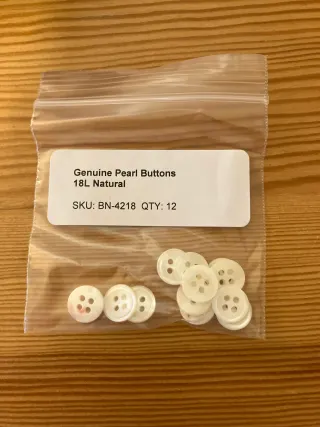 Genuine Pearl Buttons
18L Natural
SKU: BN-4218 QTY: 12